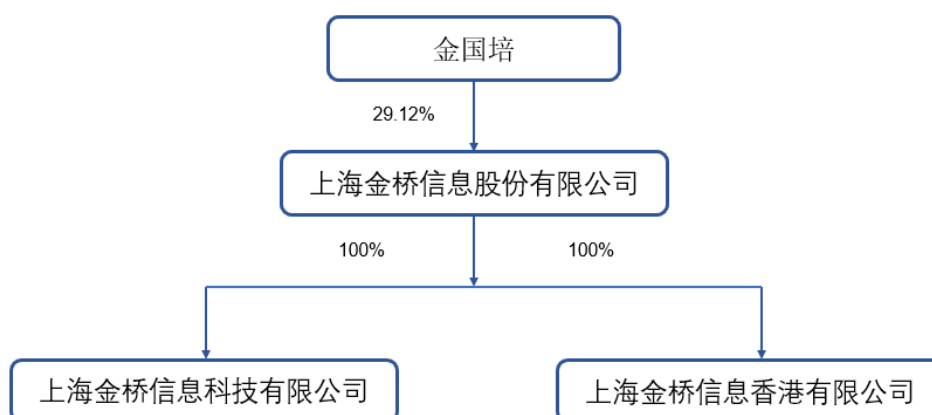 金国培
29.12%
上海金桥信息股份有限公司
100%
100%
上海金桥信息科技有限公司
上海金桥信息香港有限公司